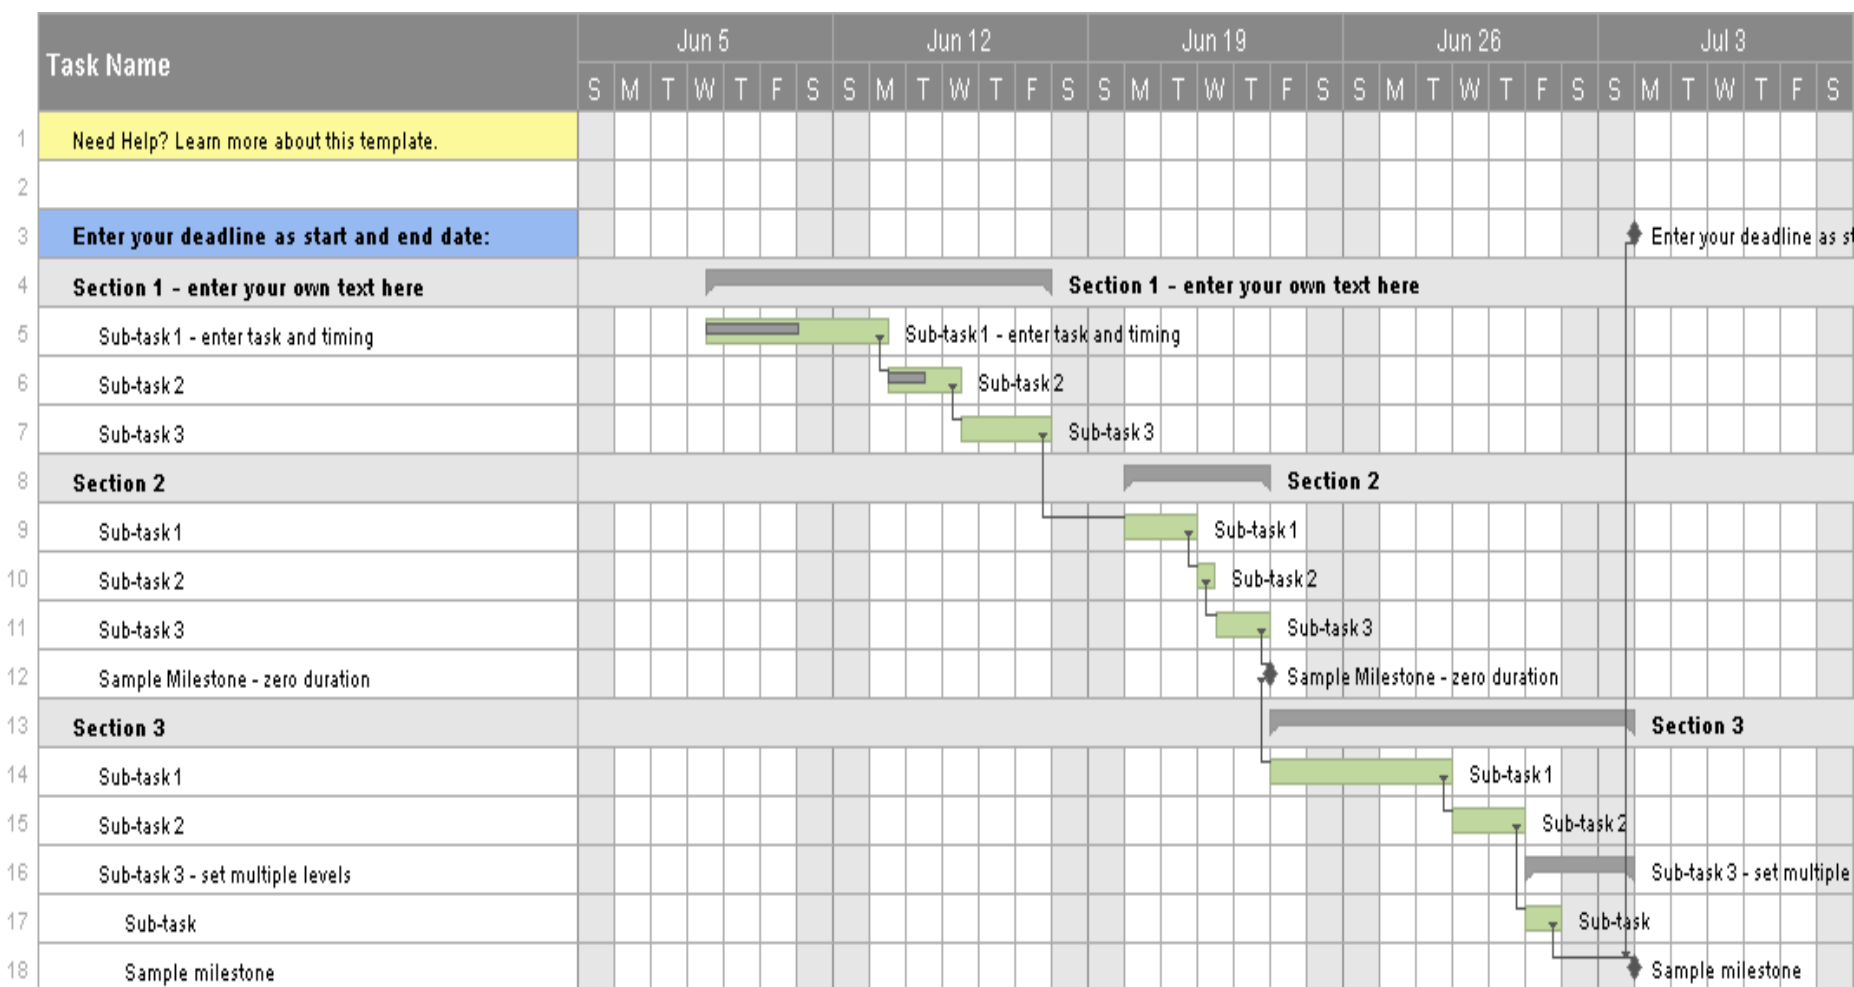 Task Name
Jun 5 Jun 12 Jun 19 Jun 26 Jul 3
S M T W T F S S M T W T F S S M T W T F S S M T W T F S S M T W T F S
1 Need Help? Learn more about this template.
2
3 Enter your deadline as start and end date: Enter your deadline as st
4 Section 1 - enter your own text here Section 1 - enter your own text here
5 Sub-task 1 - enter task and timing Sub-task 1 - enter task and timing
6 Sub-task 2 Sub-task 2
7 Sub-task 3 Sub-task 3
8 Section 2 Section 2
9 Sub-task 1 Sub-task 1
10 Sub-task 2 Sub-task 2
11 Sub-task 3 Sub-task 3
12 Sample Milestone - zero duration Sample Milestone - zero duration
13 Section 3 Section 3
14 Sub-task 1 Sub-task 1
15 Sub-task 2 Sub-task 2
16 Sub-task 3 - set multiple levels Sub-task 3 - set multiple
17 Sub-task Sub-task
18 Sample milestone Sample milestone